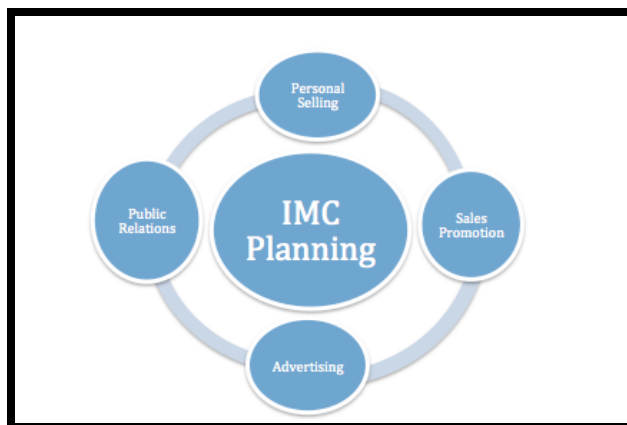 Personal
Selling
Public
Relations
IMC
Planning
Sales
Promotion
Advertising